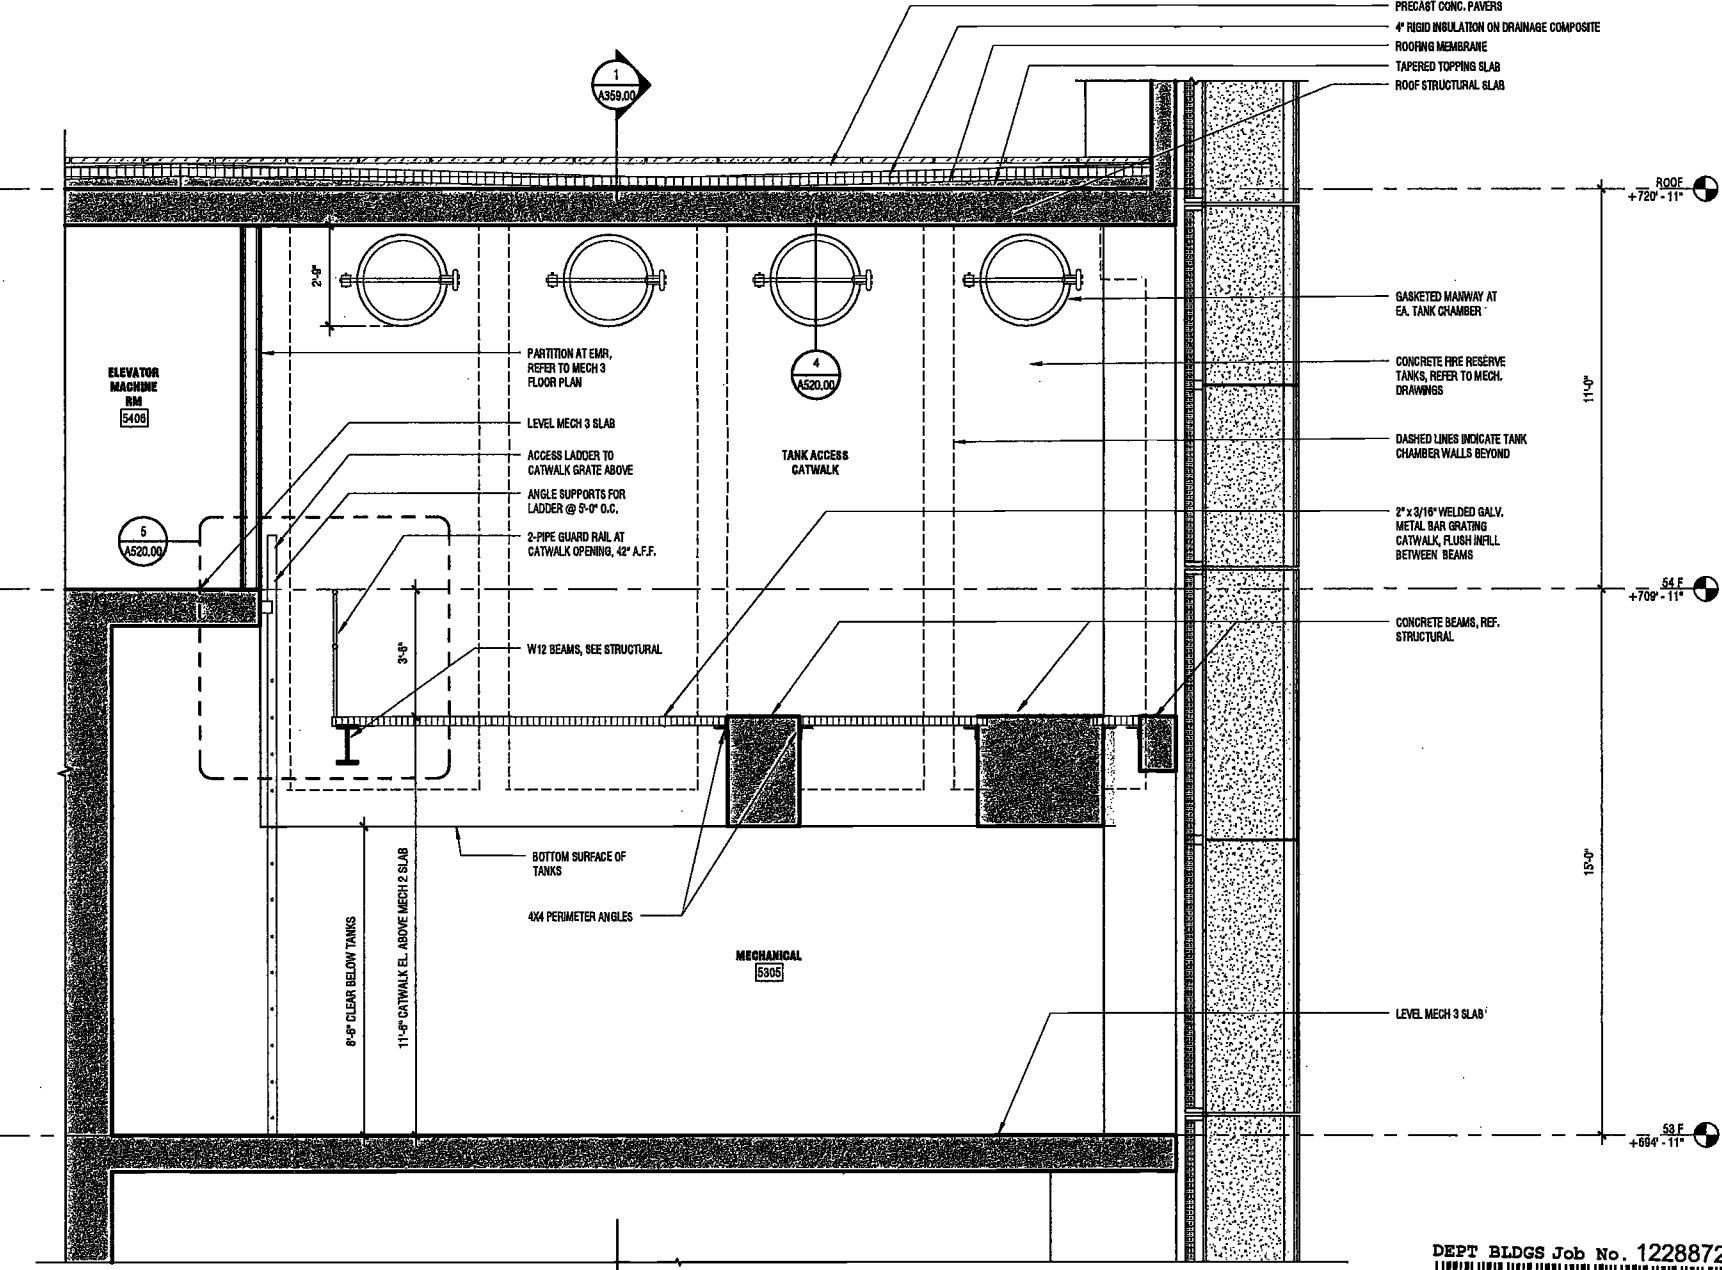 PRECAST CONC. PAVERS
4" RIGID INSULATION ON DRAINAGE COMPOSITE
ROOFING MEMBRANE
TAPERED TOPPING SLAB
ROOF STRUCTURAL SLAB
1
A359.00
ROOF
+720' - 11"
2'-9"
GASKETED MANWAY AT
EA. TANK CHAMBER
PARTITION AT EMR,
REFER TO MECH 3
FLOOR PLAN
4
A520.00
CONCRETE FIRE RESERVE
TANKS, REFER TO MECH.
DRAWINGS
ELEVATOR
MACHINE
RM
5406
11'-0"
LEVEL MECH 3 SLAB
ACCESS LADDER TO
CATWALK GRATE ABOVE
TANK ACCESS
CATWALK
DASHED LINES INDICATE TANK
CHAMBER WALLS BEYOND
ANGLE SUPPORTS FOR
LADDER @ 5'-0" O.C.
2-PIPE GUARD RAIL AT
CATWALK OPENING, 42" A.F.F.
2" x 3/16" WELDED GALV.
METAL BAR GRATING
CATWALK, FLUSH INFILL
BETWEEN BEAMS
5
A520.00
54 F
+709' - 11"
3'-6"
W12 BEAMS, SEE STRUCTURAL
CONCRETE BEAMS, REF.
STRUCTURAL
BOTTOM SURFACE OF
TANKS
4X4 PERIMETER ANGLES
15'-0"
8'-6" CLEAR BELOW TANKS
11'-6" CATWALK EL. ABOVE MECH 2 SLAB
MECHANICAL
5305
LEVEL MECH 3 SLAB
53 F
+694' - 11"
DEPT BLDGS Job No. 1228872